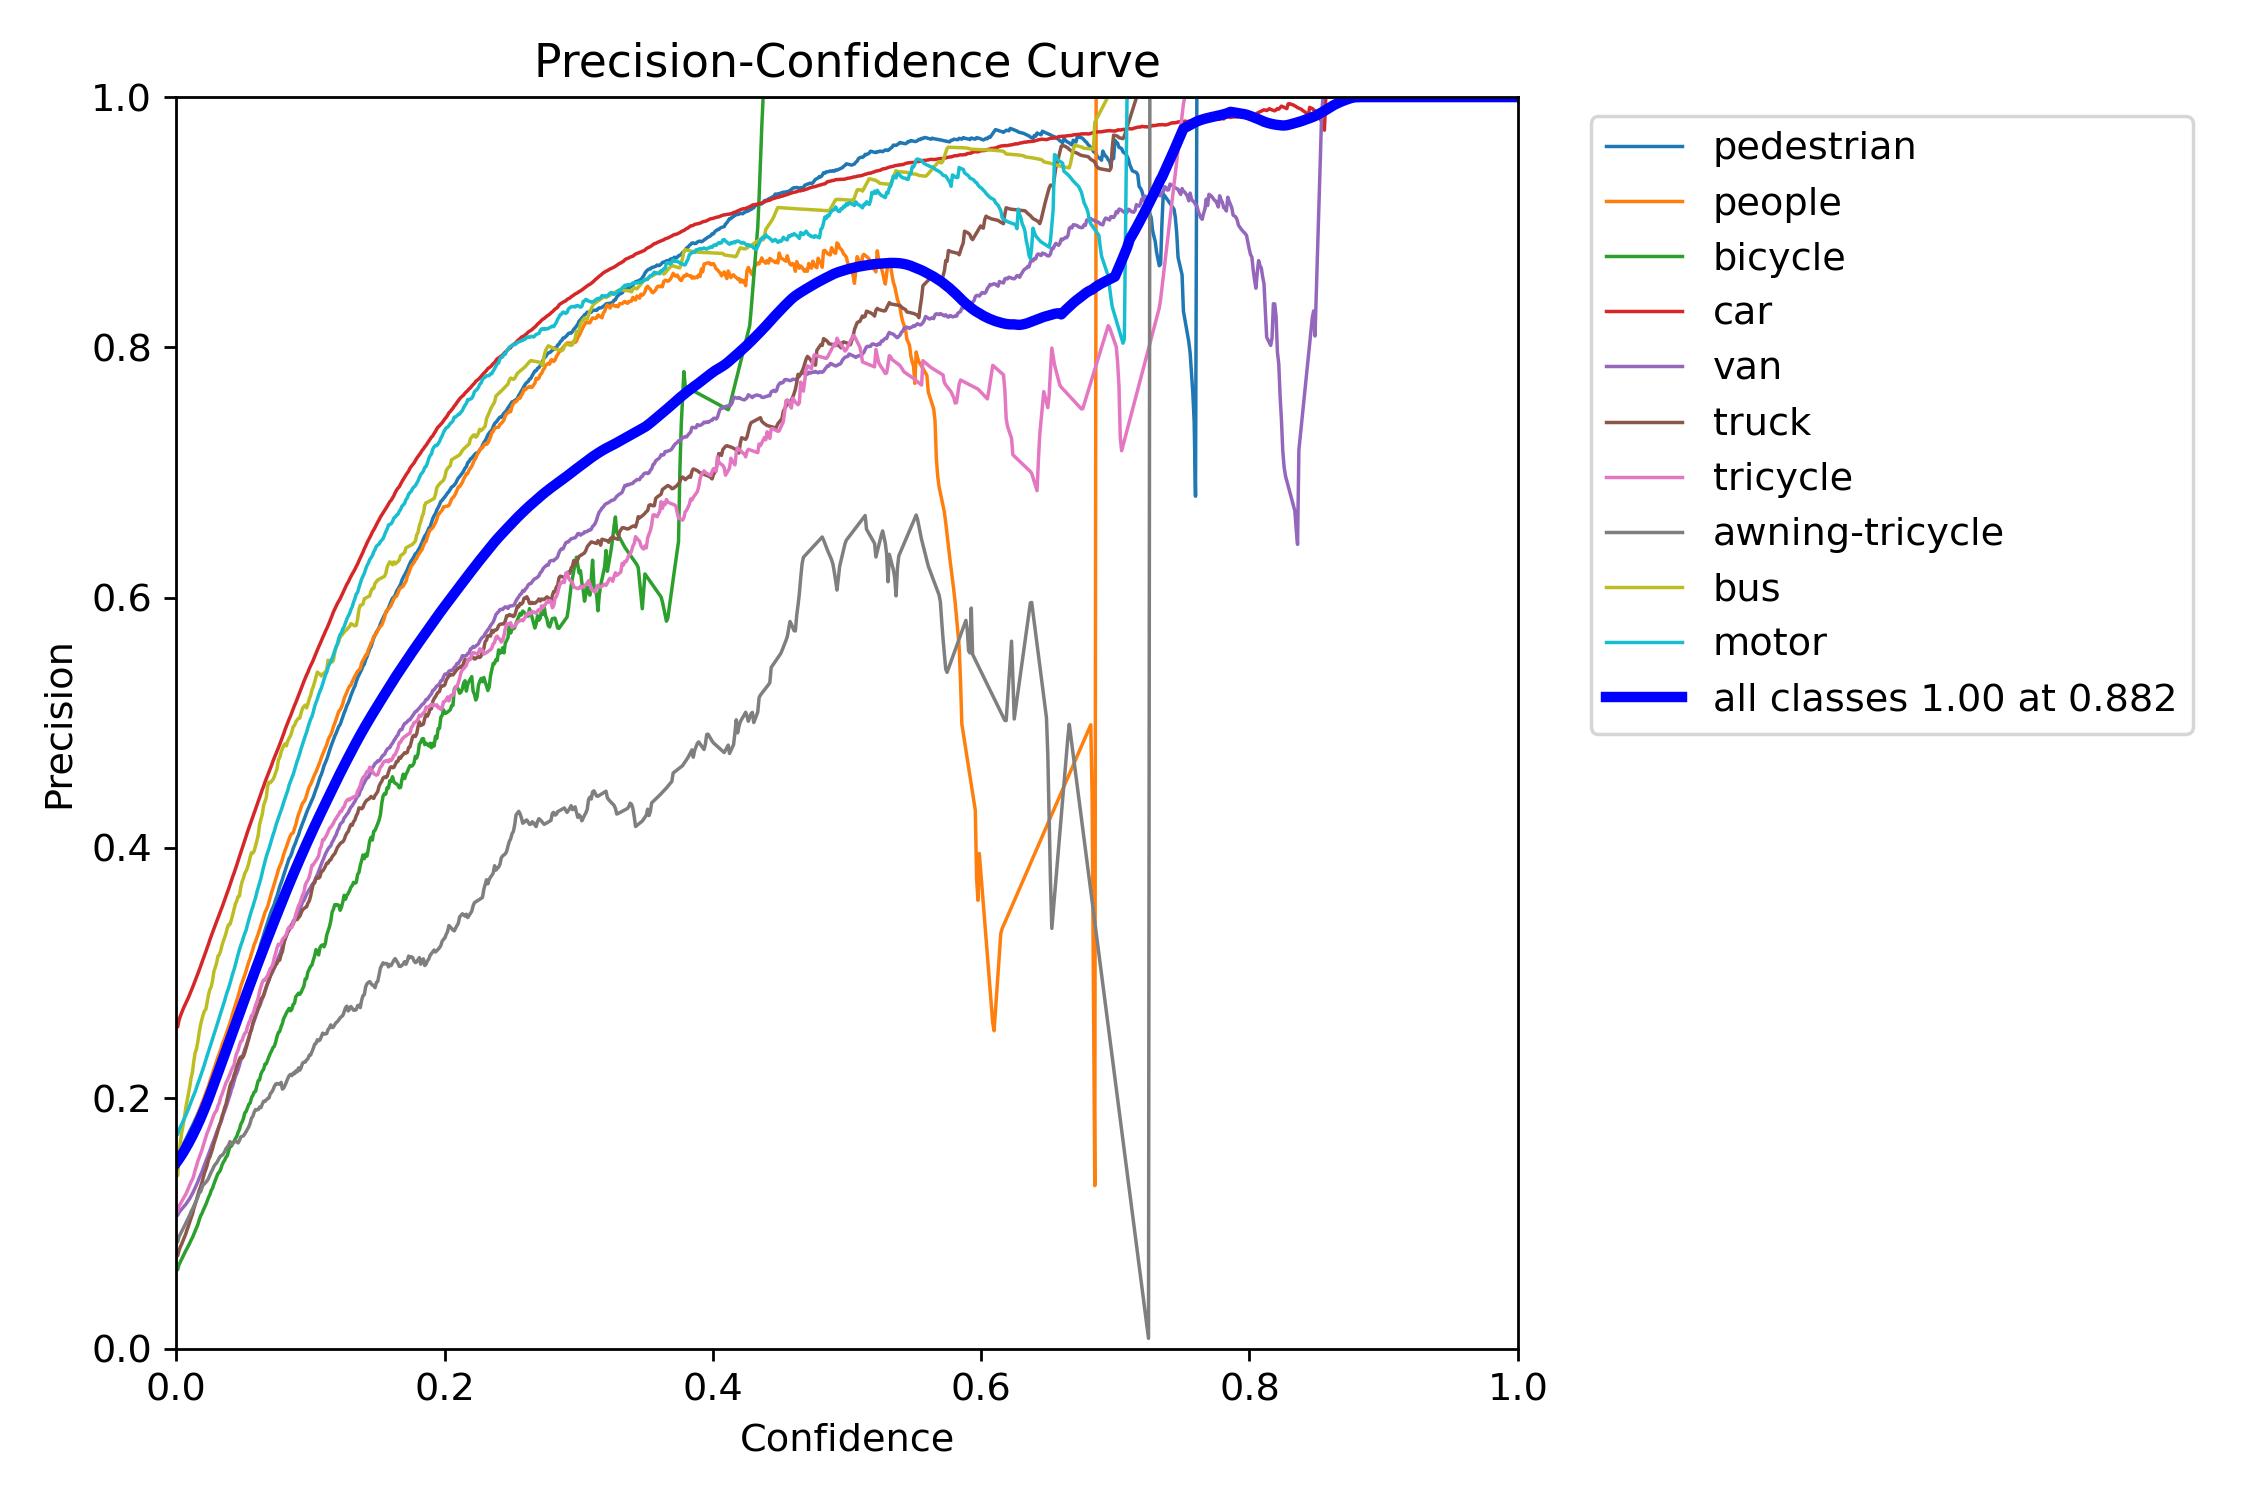 Precision-Confidence Curve
1.0
0.8
0.6
0.4
0.2
0.0
Precision
0.0
0.2
0.4
0.6
0.8
1.0
Confidence
pedestrian
people
bicycle
car
van
truck
tricycle
awning-tricycle
bus
motor
all classes 1.00 at 0.882